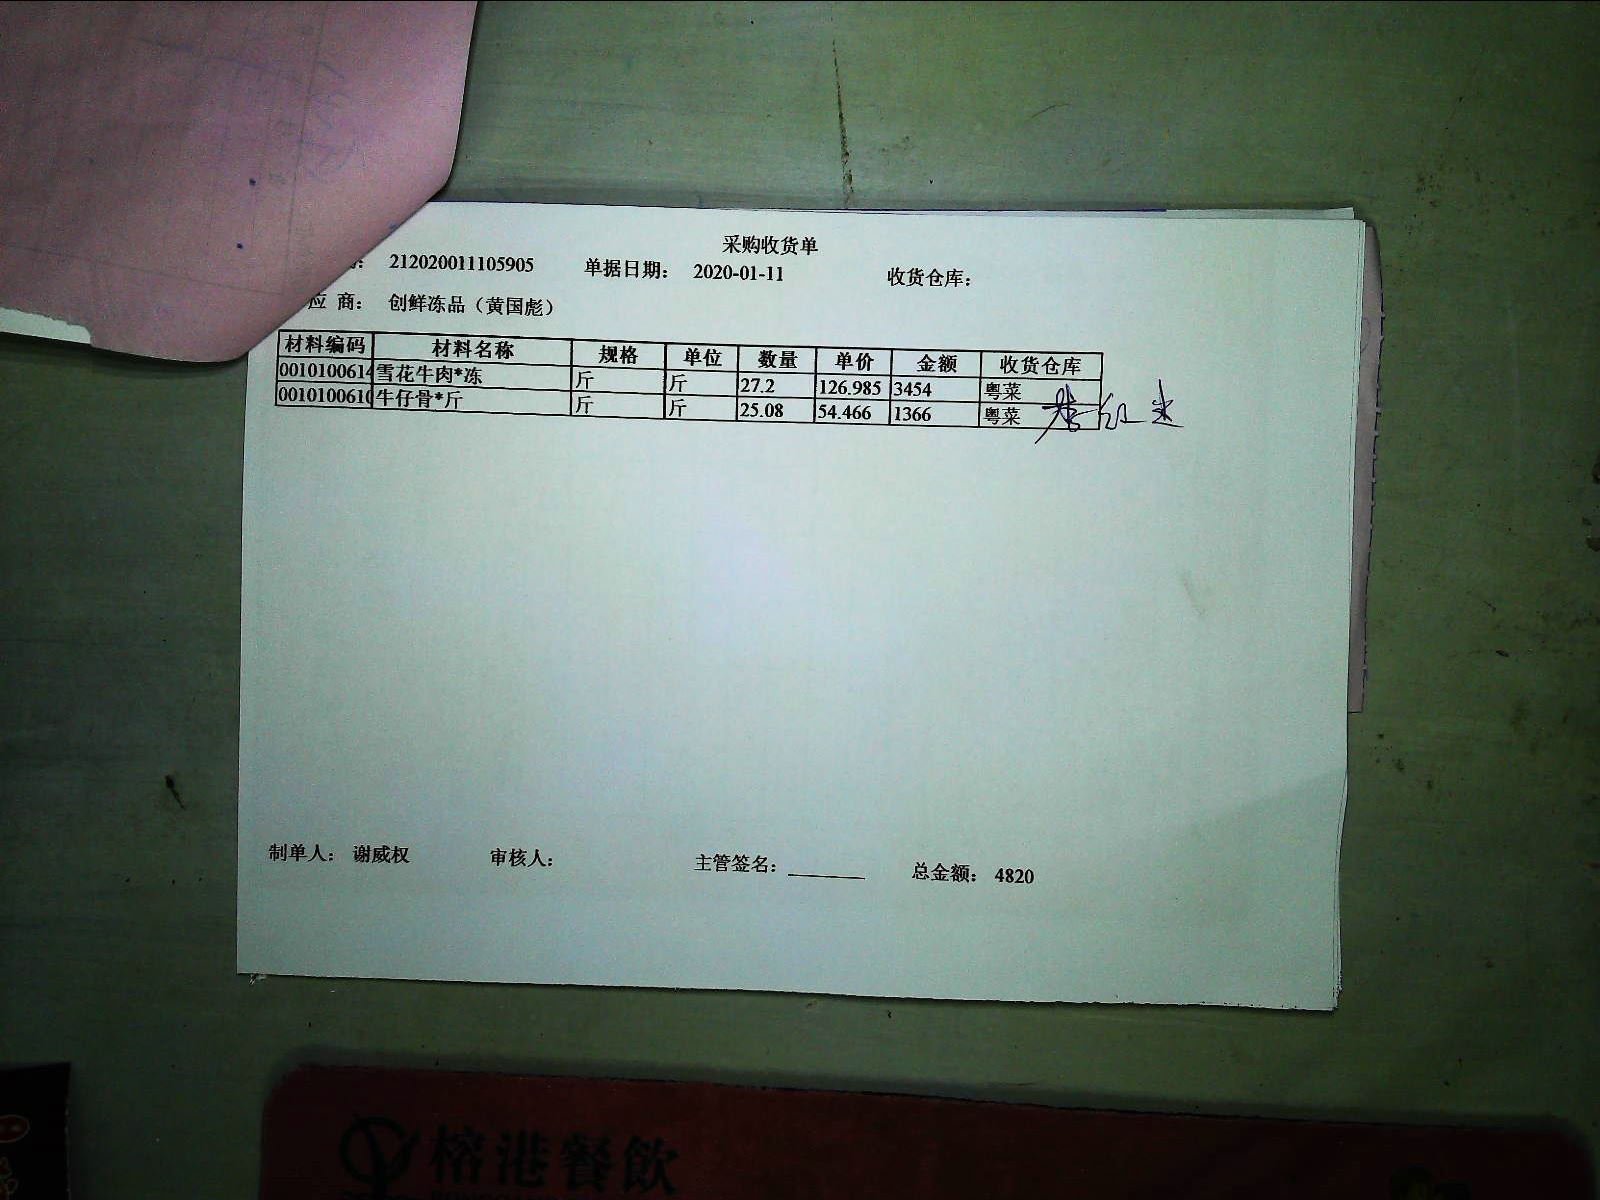 采购收货单
: 212020011105905 单据日期: 2020-01-11 收货仓库:
应 商: 创鲜冻品（黄国彪）
材料编码 材料名称 规格 单位 数量 单价 金额 收货仓库
0010100614 雪花牛肉*冻 斤 斤 27.2 126.985 3454 粤菜
0010100610 牛仔骨*斤 斤 斤 25.08 54.466 1366 粤菜
制单人: 谢威权 审核人: 主管签名: 总金额: 4820
榕港餐飲